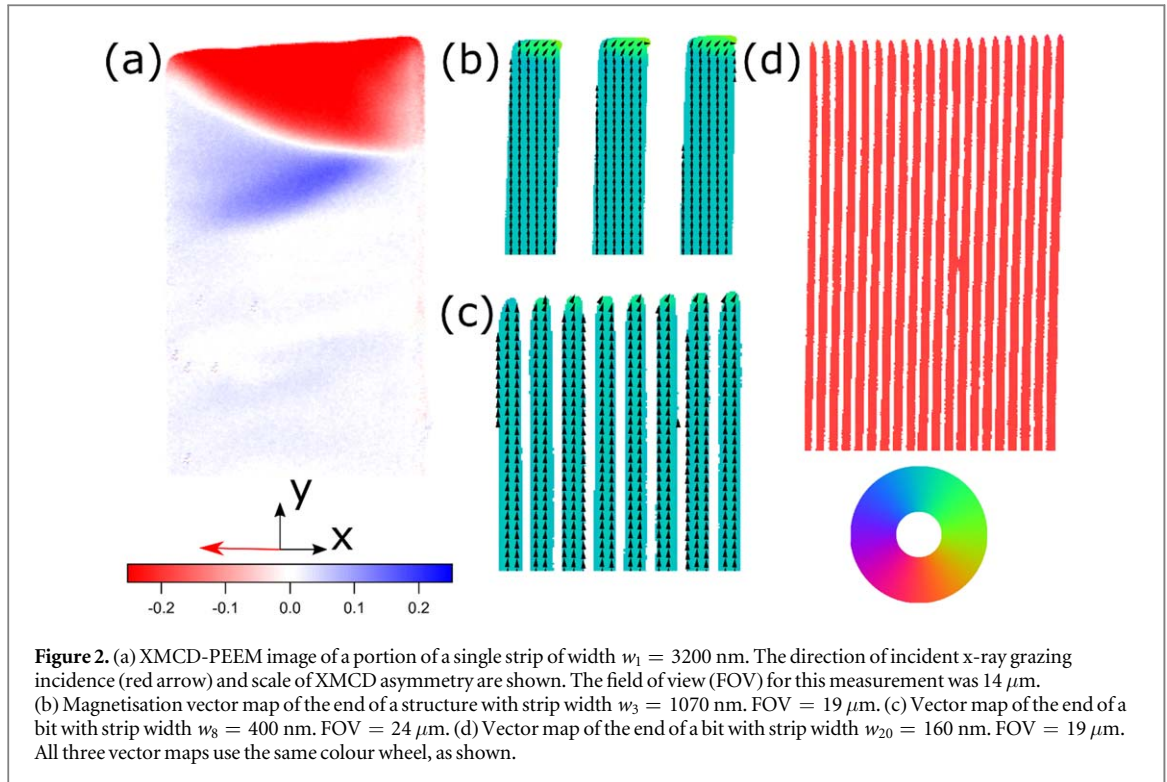 (a)
(b)
(d)
(c)
y
x
-0.2 -0.1 0.0 0.1 0.2
Figure 2. (a) XMCD-PEEM image of a portion of a single strip of width w₁ = 3200 nm. The direction of incident x-ray grazing
incidence (red arrow) and scale of XMCD asymmetry are shown. The field of view (FOV) for this measurement was 14 μm.
(b) Magnetisation vector map of the end of a structure with strip width w₃ = 1070 nm. FOV = 19 μm. (c) Vector map of the end of a
bit with strip width w₈ = 400 nm. FOV = 24 μm. (d) Vector map of the end of a bit with strip width w₂₀ = 160 nm. FOV = 19 μm.
All three vector maps use the same colour wheel, as shown.